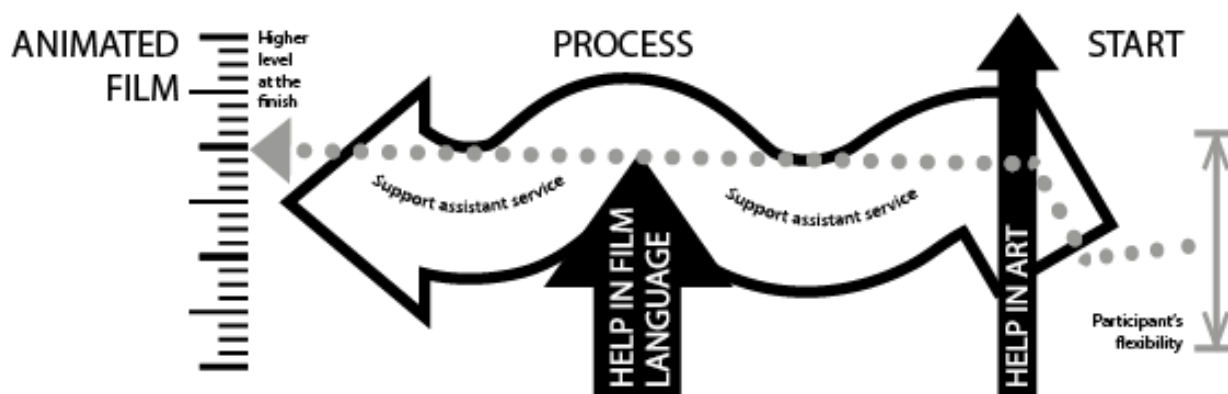 ANIMATED
FILM
Higher
level
at the
finish
PROCESS
START
Support assistant service
Support assistant service
HELP IN FILM
LANGUAGE
HELP IN ART
Participant's
flexibility